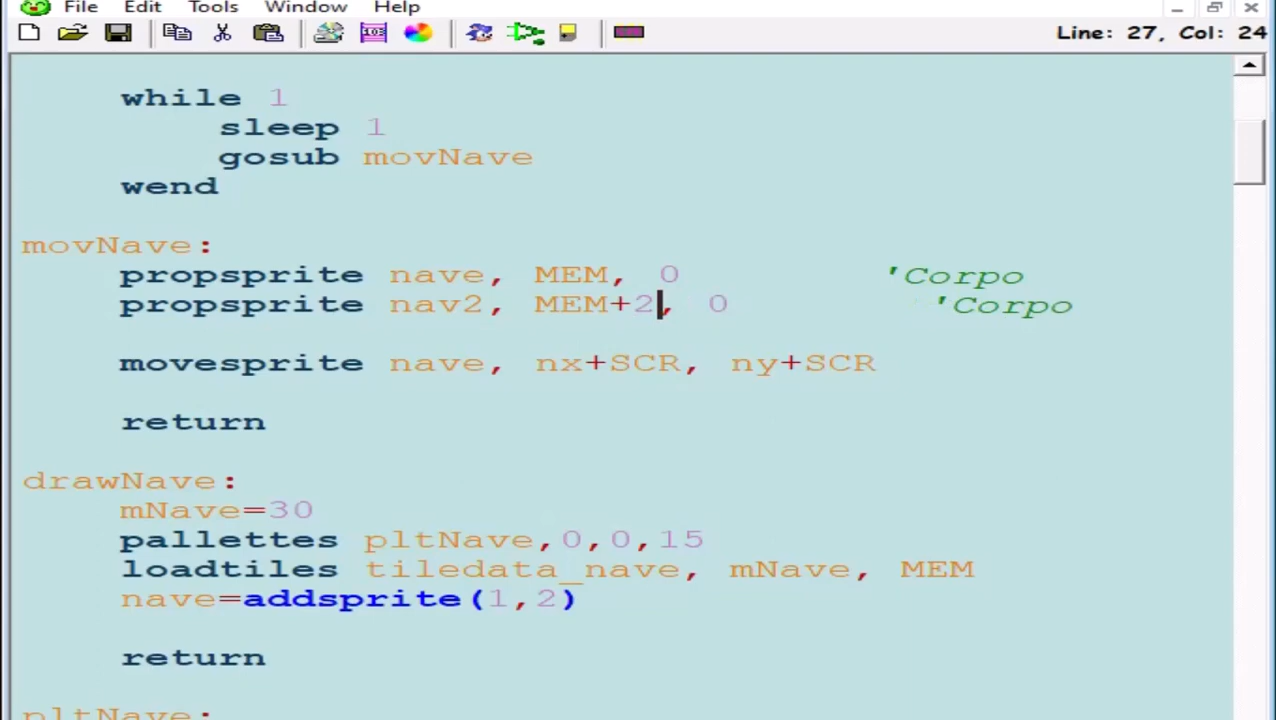 File Edit Tools Window Help
Line: 27, Col: 24
while 1
sleep 1
gosub movNave
wend
movNave:
propsprite nave, MEM, 0 'Corpo
propsprite nav2, MEM+2, 0 'Corpo
movesprite nave, nx+SCR, ny+SCR
return
drawNave:
mNave=30
pallettes pltNave,0,0,15
loadtiles tiledata_nave, mNave, MEM
nave=addsprite(1,2)
return
pltNave: